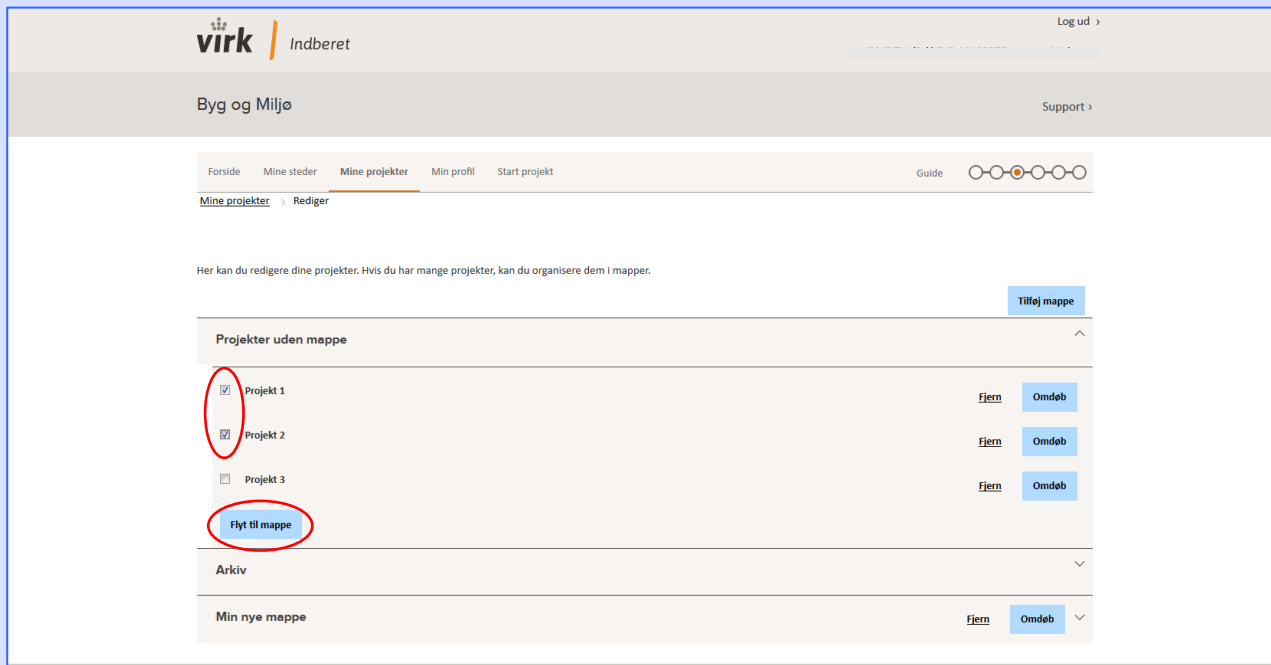 Log ud ›
virk Indberet
Byg og Miljø
Support ›
Forside Mine steder Mine projekter Min profil Start projekt Guide
Mine projekter › Rediger
Her kan du redigere dine projekter. Hvis du har mange projekter, kan du organisere dem i mapper.
Tilføj mappe
Projekter uden mappe
Projekt 1 Fjern Omdøb
Projekt 2 Fjern Omdøb
Projekt 3 Fjern Omdøb
Flyt til mappe
Arkiv
Min nye mappe Fjern Omdøb